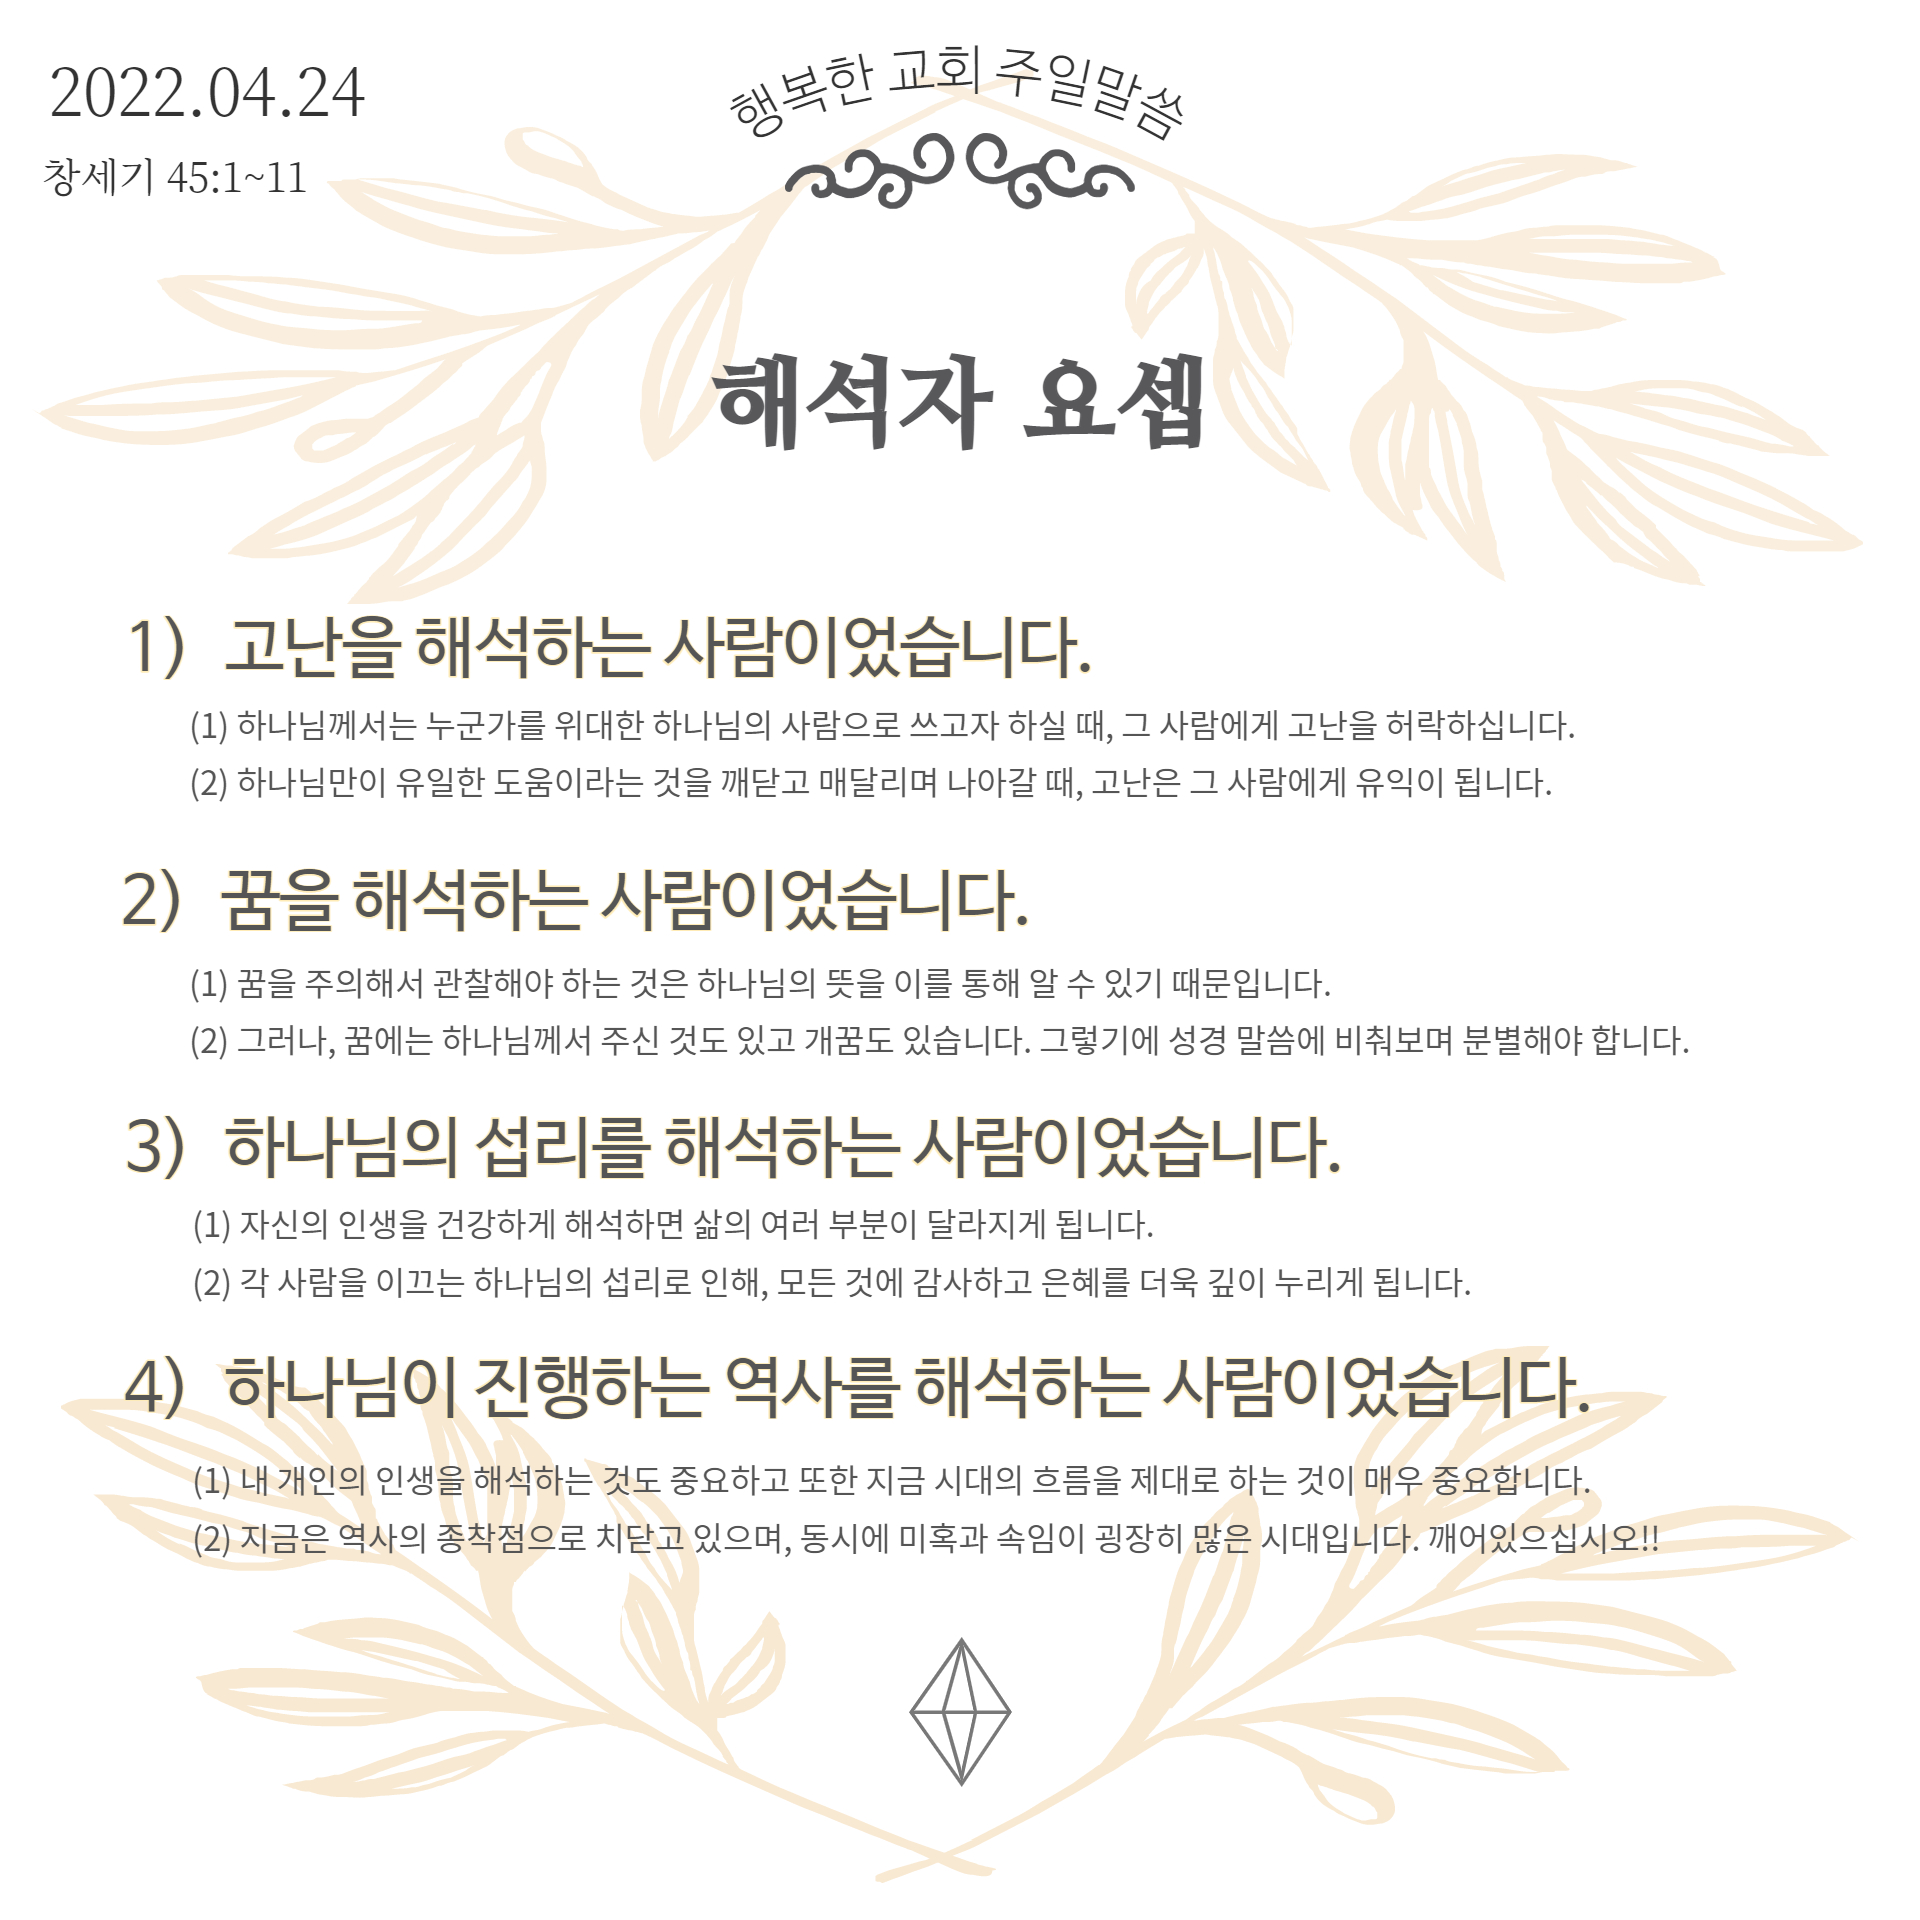 2022.04.24
행복한 교회 주일말씀
창세기 45:1~11
해석자 요셉
1) 고난을 해석하는 사람이었습니다.
(1) 하나님께서는 누군가를 위대한 하나님의 사람으로 쓰고자 하실 때, 그 사람에게 고난을 허락하십니다.
(2) 하나님만이 유일한 도움이라는 것을 깨닫고 매달리며 나아갈 때, 고난은 그 사람에게 유익이 됩니다.
2) 꿈을 해석하는 사람이었습니다.
(1) 꿈을 주의해서 관찰해야 하는 것은 하나님의 뜻을 이를 통해 알 수 있기 때문입니다.
(2) 그러나, 꿈에는 하나님께서 주신 것도 있고 개꿈도 있습니다. 그렇기에 성경 말씀에 비춰보며 분별해야 합니다.
3) 하나님의 섭리를 해석하는 사람이었습니다.
(1) 자신의 인생을 건강하게 해석하면 삶의 여러 부분이 달라지게 됩니다.
(2) 각 사람을 이끄는 하나님의 섭리로 인해, 모든 것에 감사하고 은혜를 더욱 깊이 누리게 됩니다.
4) 하나님이 진행하는 역사를 해석하는 사람이었습니다.
(1) 내 개인의 인생을 해석하는 것도 중요하고 또한 지금 시대의 흐름을 제대로 하는 것이 매우 중요합니다.
(2) 지금은 역사의 종착점으로 치닫고 있으며, 동시에 미혹과 속임이 굉장히 많은 시대입니다. 깨어있으십시오!!